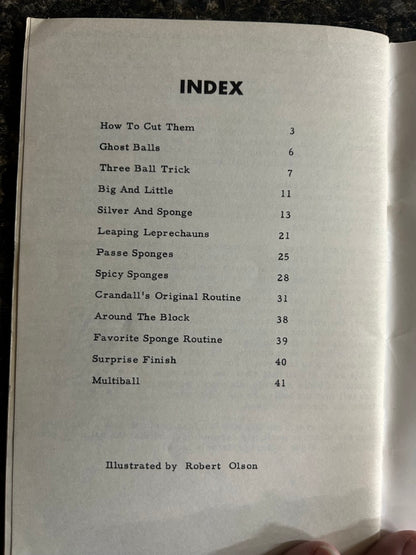 INDEX
How To Cut Them 3
Ghost Balls 6
Three Ball Trick 7
Big And Little 11
Silver And Sponge 13
Leaping Leprechauns 21
Passe Sponges 25
Spicy Sponges 28
Crandall's Original Routine 31
Around The Block 38
Favorite Sponge Routine 39
Surprise Finish 40
Multiball 41
Illustrated by Robert Olson